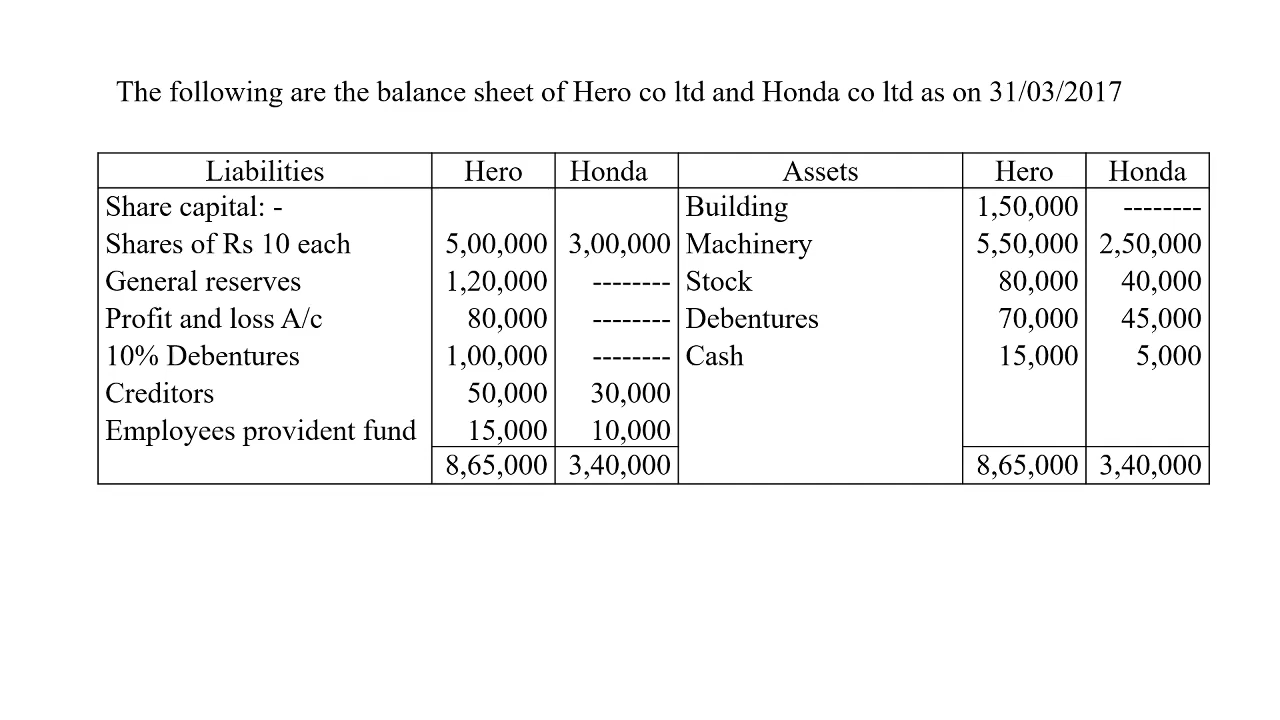 The following are the balance sheet of Hero co ltd and Honda co ltd as on 31/03/2017
Liabilities Hero Honda Assets Hero Honda
Share capital: - Building 1,50,000 --------
Shares of Rs 10 each 5,00,000 3,00,000 Machinery 5,50,000 2,50,000
General reserves 1,20,000 -------- Stock 80,000 40,000
Profit and loss A/c 80,000 -------- Debentures 70,000 45,000
10% Debentures 1,00,000 -------- Cash 15,000 5,000
Creditors 50,000 30,000
Employees provident fund 15,000 10,000
8,65,000 3,40,000 8,65,000 3,40,000